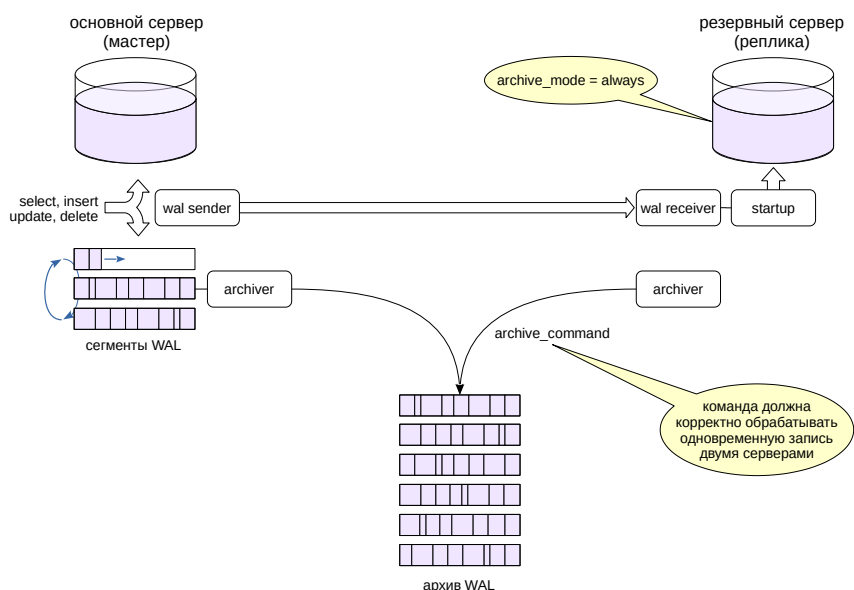 основной сервер
(мастер)
резервный сервер
(реплика)
archive_mode = always
select, insert
update, delete
wal sender
wal receiver
startup
archiver
archiver
сегменты WAL
archive_command
команда должна
корректно обрабатывать
одновременную запись
двумя серверами
архив WAL